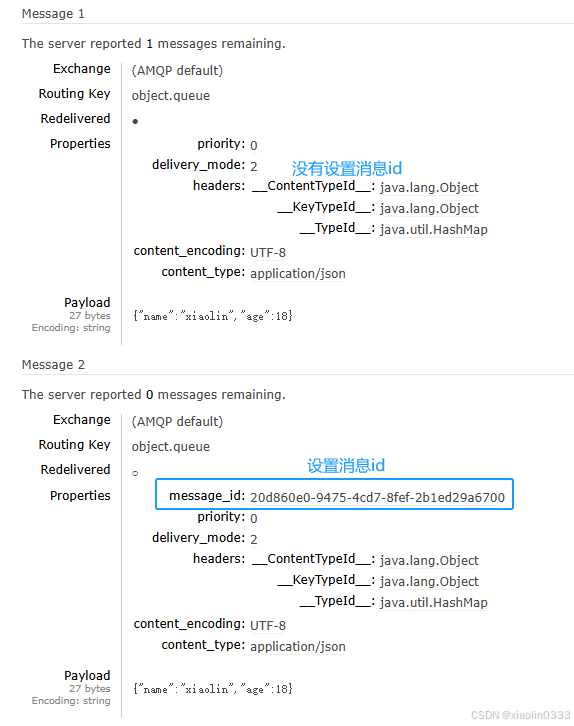 Message 1
The server reported 1 messages remaining.
Exchange (AMQP default)
Routing Key object.queue
Redelivered ●
Properties priority: 0
delivery_mode: 2 没有设置消息id
headers: __ContentTypeId__: java.lang.Object
__KeyTypeId__: java.lang.Object
__TypeId__: java.util.HashMap
content_encoding: UTF-8
content_type: application/json
Payload
27 bytes
Encoding: string
{"name":"xiaolin","age":18}
Message 2
The server reported 0 messages remaining.
Exchange (AMQP default)
Routing Key object.queue
设置消息id
Redelivered ○
Properties message_id: 20d860e0-9475-4cd7-8fef-2b1ed29a6700
priority: 0
delivery_mode: 2
headers: __ContentTypeId__: java.lang.Object
__KeyTypeId__: java.lang.Object
__TypeId__: java.util.HashMap
content_encoding: UTF-8
content_type: application/json
Payload
27 bytes
Encoding: string
{"name":"xiaolin","age":18}
CSDN @xiaolin0333